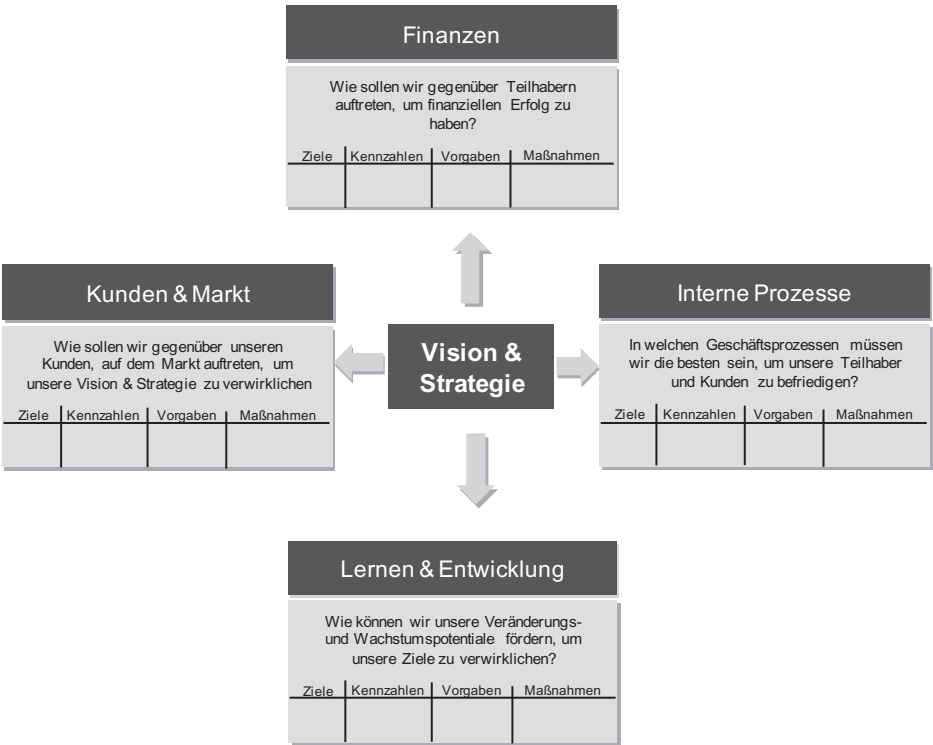 Finanzen
Wie sollen wir gegenüber Teilhabern
auftreten, um finanziellen Erfolg zu
haben?
Ziele Kennzahlen Vorgaben Maßnahmen
Kunden & Markt
Wie sollen wir gegenüber unseren
Kunden, auf dem Markt auftreten, um
unsere Vision & Strategie zu verwirklichen
Ziele Kennzahlen Vorgaben Maßnahmen
Vision &
Strategie
Interne Prozesse
In welchen Geschäftsprozessen müssen
wir die besten sein, um unsere Teilhaber
und Kunden zu befriedigen?
Ziele Kennzahlen Vorgaben Maßnahmen
Lernen & Entwicklung
Wie können wir unsere Veränderungs-
und Wachstumspotentiale fördern, um
unsere Ziele zu verwirklichen?
Ziele Kennzahlen Vorgaben Maßnahmen